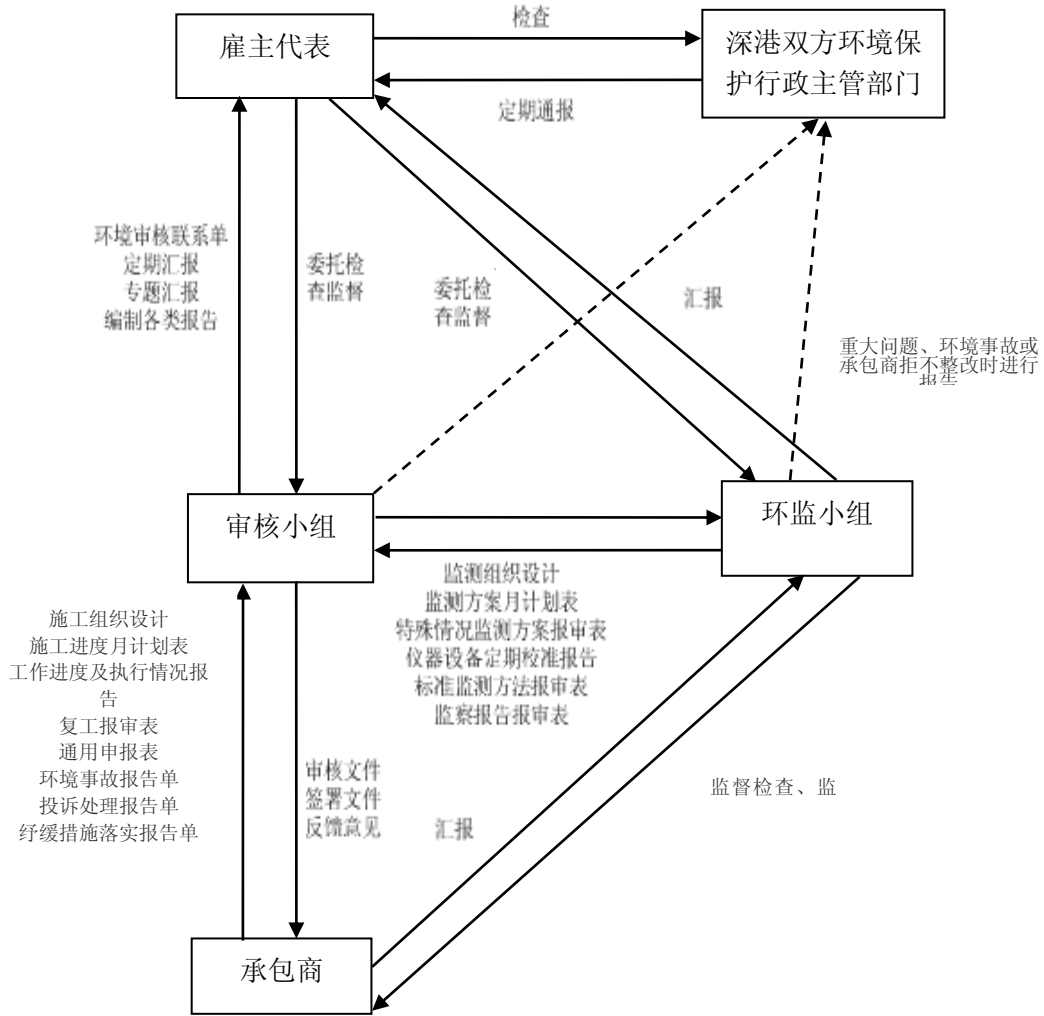 检查
雇主代表
深港双方环境保
护行政主管部门
定期通报
环境审核联系单
定期汇报
专题汇报
编制各类报告
委托检
查监督
委托检
查监督
汇报
重大问题、环境事故或
承包商拒不整改时进行
报告
审核小组
环监小组
监测组织设计
监测方案月计划表
特殊情况监测方案报审表
仪器设备定期校准报告
标准监测方法报审表
监察报告报审表
施工组织设计
施工进度月计划表
工作进度及执行情况报
告
复工报审表
通用申报表
环境事故报告单
投诉处理报告单
纾缓措施落实报告单
审核文件
签署文件
反馈意见
汇报
监督检查、监
承包商